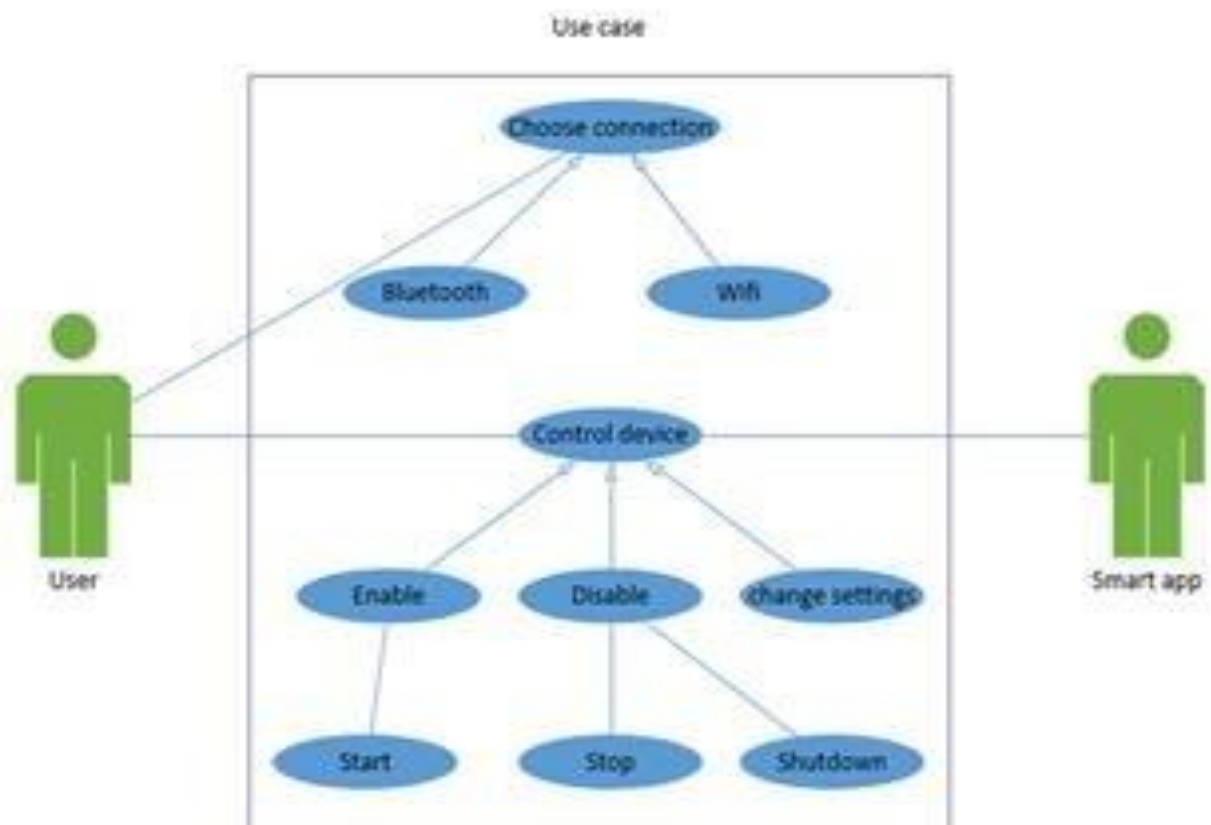 Use case
Choose connection
Bluetooth
Wifi
Control device
User
Smart app
Enable
Disable
change settings
Start
Stop
Shutdown